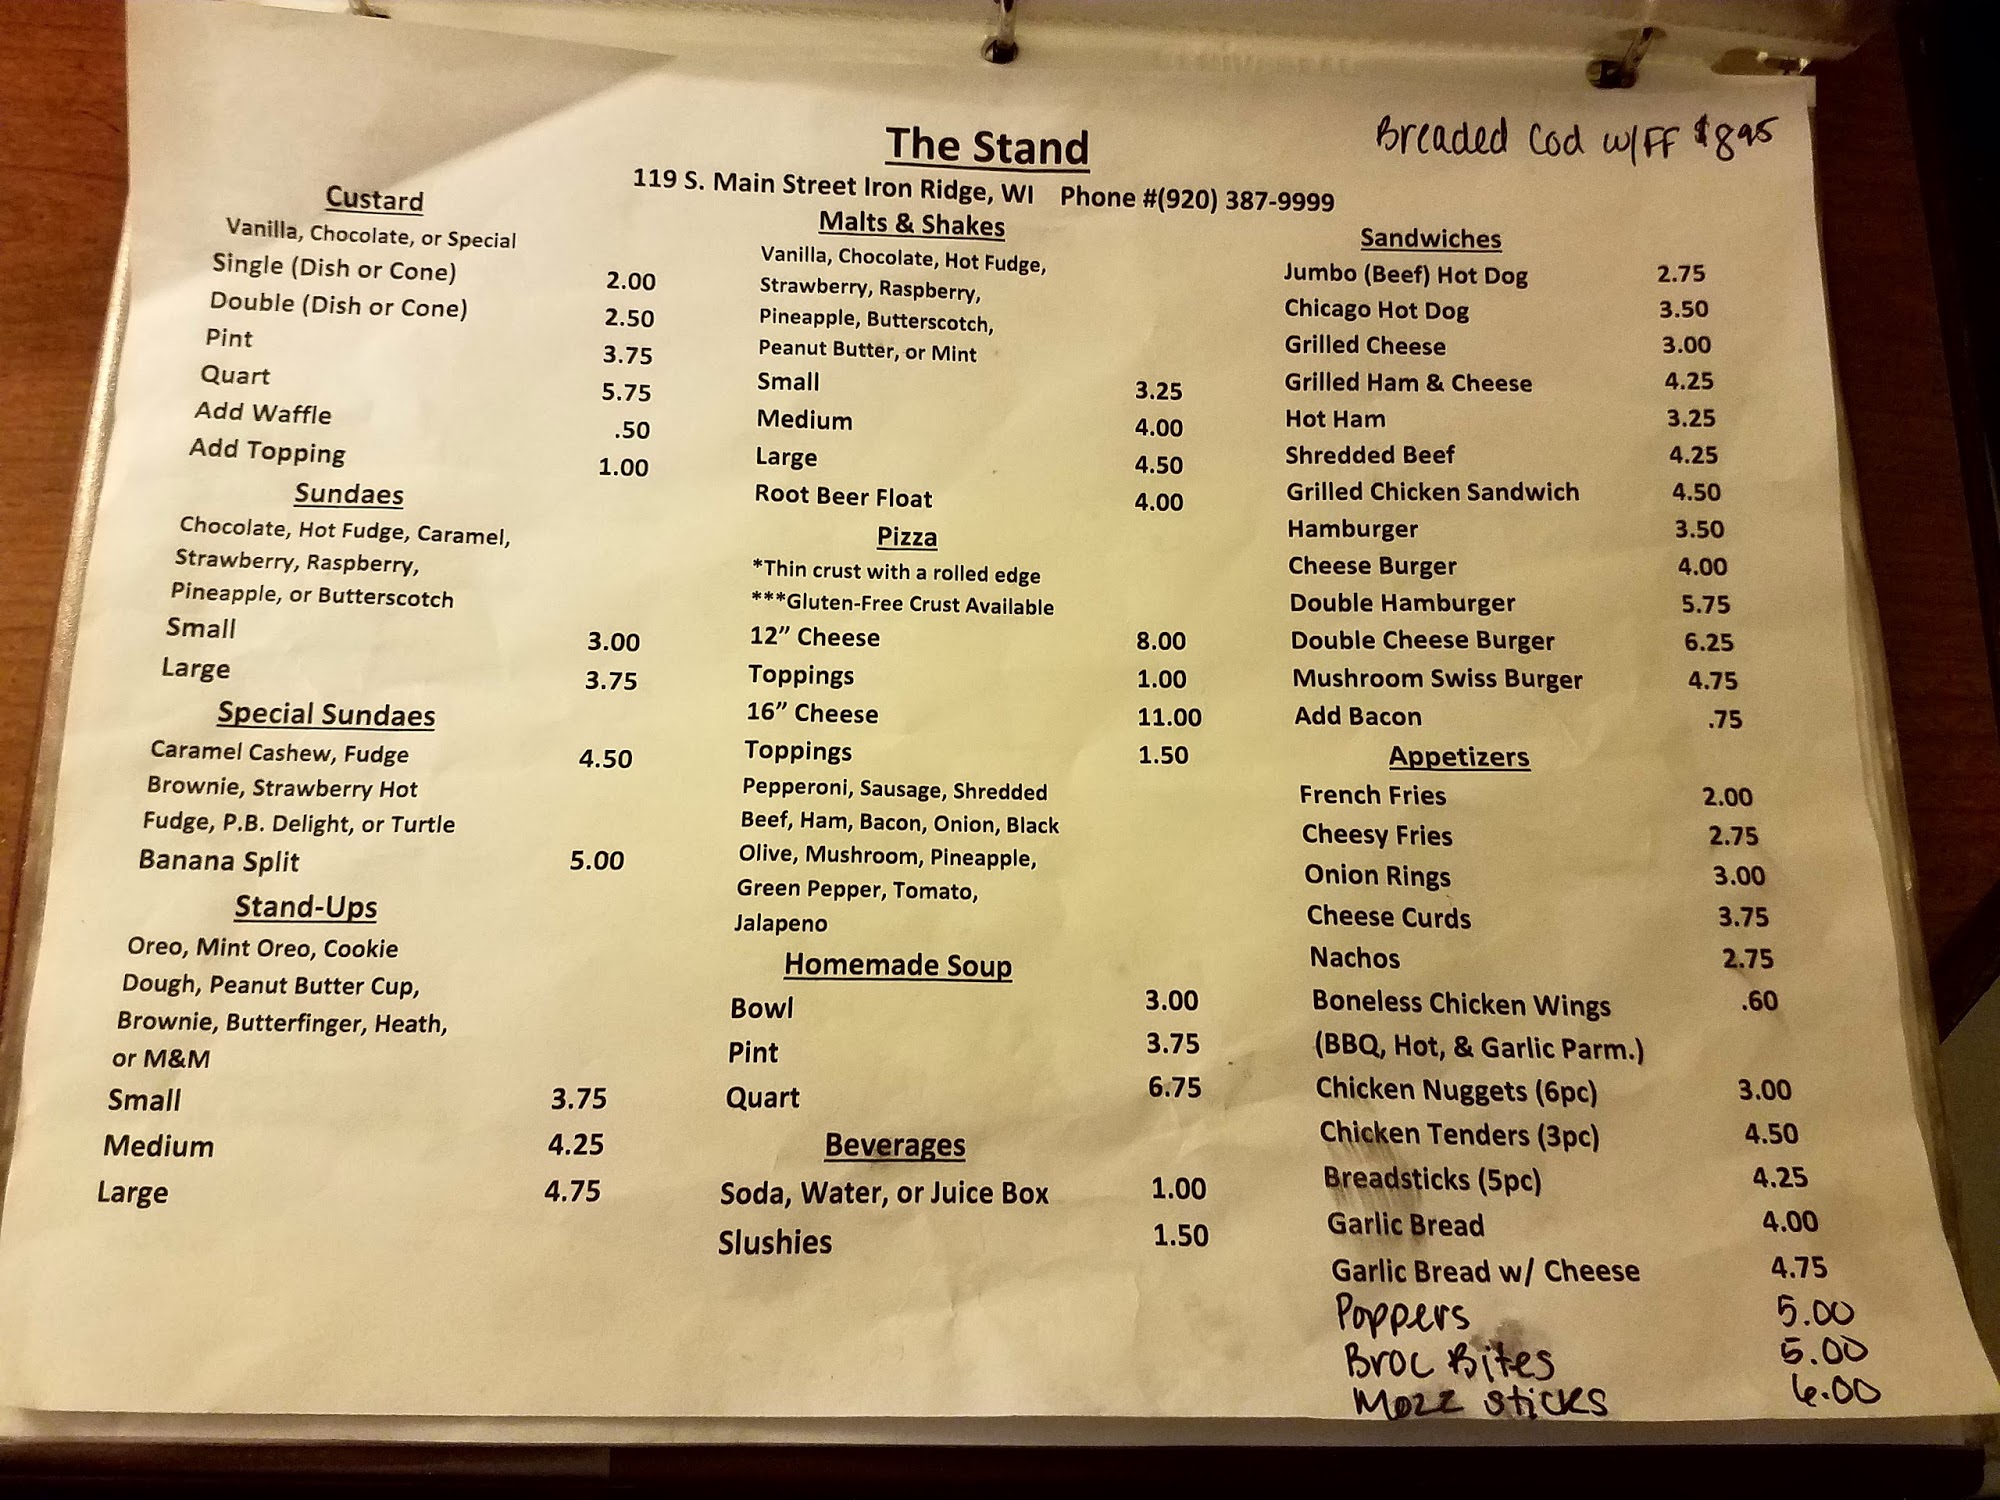 Breaded Cod w/FF $8.95
The Stand
119 S. Main Street Iron Ridge, WI Phone #(920) 387-9999
Custard
Vanilla, Chocolate, or Special
Single (Dish or Cone) 2.00
Double (Dish or Cone) 2.50
Pint 3.75
Quart 5.75
Add Waffle .50
Add Topping 1.00
Sundaes
Chocolate, Hot Fudge, Caramel,
Strawberry, Raspberry,
Pineapple, or Butterscotch
Small 3.00
Large 3.75
Special Sundaes
Caramel Cashew, Fudge 4.50
Brownie, Strawberry Hot
Fudge, P.B. Delight, or Turtle
Banana Split 5.00
Stand-Ups
Oreo, Mint Oreo, Cookie
Dough, Peanut Butter Cup,
Brownie, Butterfinger, Heath,
or M&M
Small 3.75
Medium 4.25
Large 4.75
Malts & Shakes
Vanilla, Chocolate, Hot Fudge,
Strawberry, Raspberry,
Pineapple, Butterscotch,
Peanut Butter, or Mint
Small 3.25
Medium 4.00
Large 4.50
Root Beer Float 4.00
Pizza
*Thin crust with a rolled edge
***Gluten-Free Crust Available
12” Cheese 8.00
Toppings 1.00
16” Cheese 11.00
Toppings 1.50
Pepperoni, Sausage, Shredded
Beef, Ham, Bacon, Onion, Black
Olive, Mushroom, Pineapple,
Green Pepper, Tomato,
Jalapeno
Homemade Soup
Bowl 3.00
Pint 3.75
Quart 6.75
Beverages
Soda, Water, or Juice Box 1.00
Slushies 1.50
Sandwiches
Jumbo (Beef) Hot Dog 2.75
Chicago Hot Dog 3.50
Grilled Cheese 3.00
Grilled Ham & Cheese 4.25
Hot Ham 3.25
Shredded Beef 4.25
Grilled Chicken Sandwich 4.50
Hamburger 3.50
Cheese Burger 4.00
Double Hamburger 5.75
Double Cheese Burger 6.25
Mushroom Swiss Burger 4.75
Add Bacon .75
Appetizers
French Fries 2.00
Cheesy Fries 2.75
Onion Rings 3.00
Cheese Curds 3.75
Nachos 2.75
Boneless Chicken Wings .60
(BBQ, Hot, & Garlic Parm.)
Chicken Nuggets (6pc) 3.00
Chicken Tenders (3pc) 4.50
Breadsticks (5pc) 4.25
Garlic Bread 4.00
Garlic Bread w/ Cheese 4.75
Poppers 5.00
Broc Bites 5.00
Mozz sticks 6.00